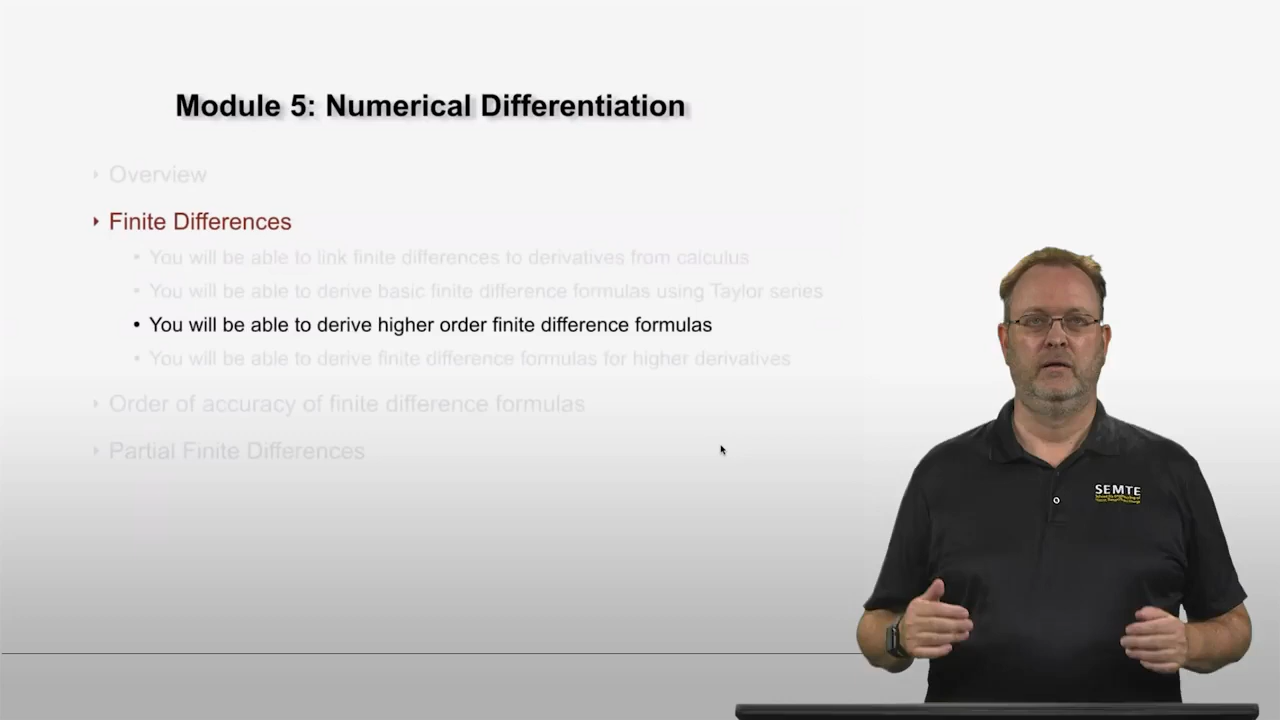 Module 5: Numerical Differentiation
Overview
Finite Differences
• You will be able to link finite differences to derivatives from calculus
• You will be able to derive basic finite difference formulas using Taylor series
• You will be able to derive higher order finite difference formulas
• You will be able to derive finite difference formulas for higher derivatives
Order of accuracy of finite difference formulas
Partial Finite Differences
SEMTE